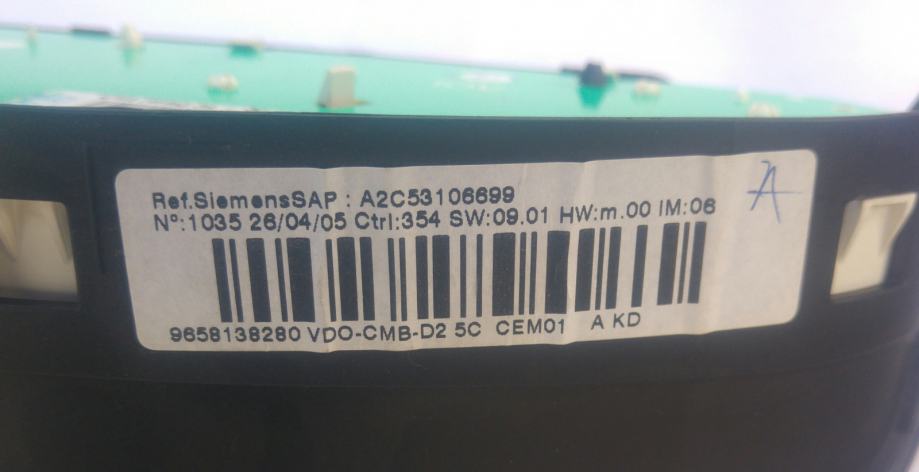 Ref.SiemensSAP : A2C53106699
Nº:1035 26/04/05 Ctrl:354 SW:09.01 HW:m.00 IM:06
A
9658138280 VDO-CMB-D2 5C CEM01 A KD